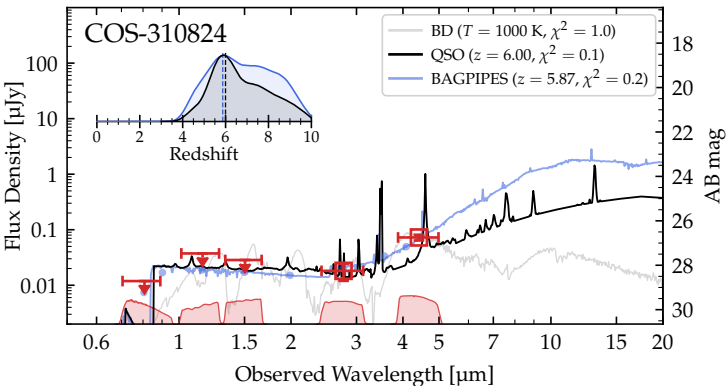 COS-310824
BD (T = 1000 K, χ² = 1.0)
QSO (z = 6.00, χ² = 0.1)
BAGPIPES (z = 5.87, χ² = 0.2)
0 2 4 6 8 10
Redshift
Flux Density [μJy]
100
10
1
0.1
0.01
AB mag
18
20
22
24
26
28
30
0.6 1 1.5 2 3 4 5 10 15 20
Observed Wavelength [μm]